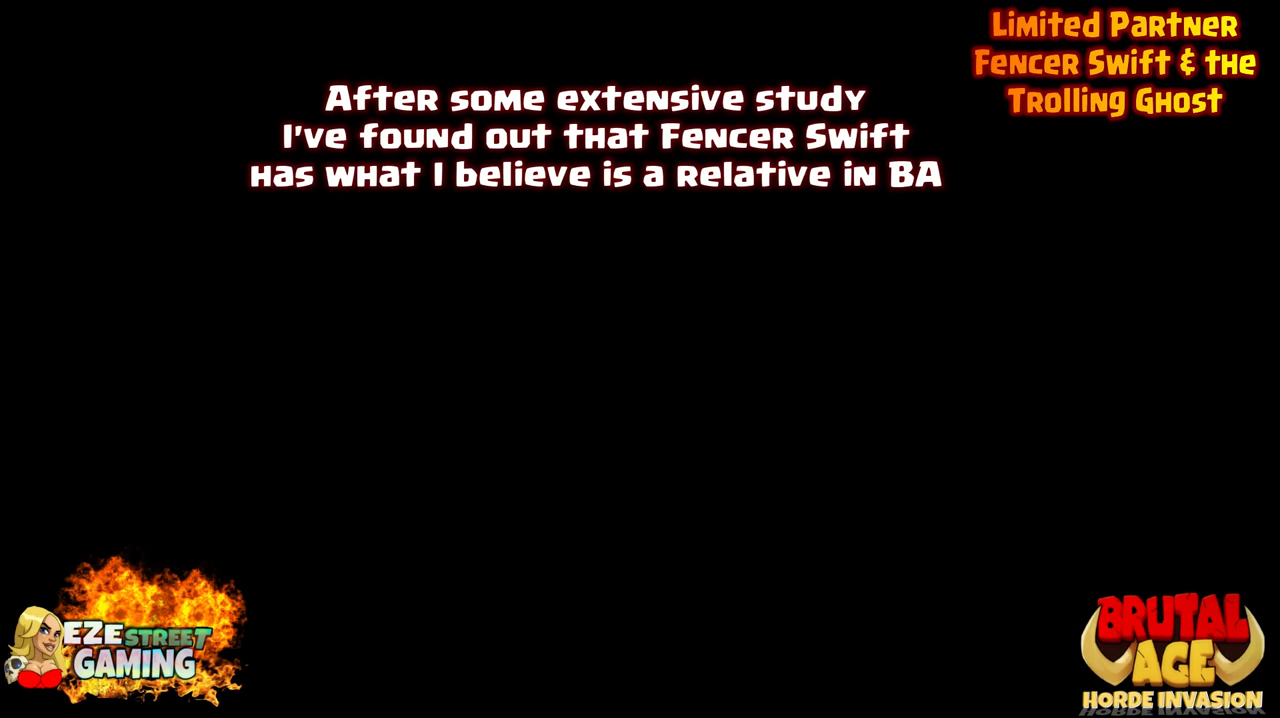 Limited Partner
Fencer Swift & the
Trolling Ghost
After some extensive study
I've found out that Fencer Swift
has what I believe is a relative in BA
EZE STREET
GAMING
BRUTAL
AGE
HORDE INVASION